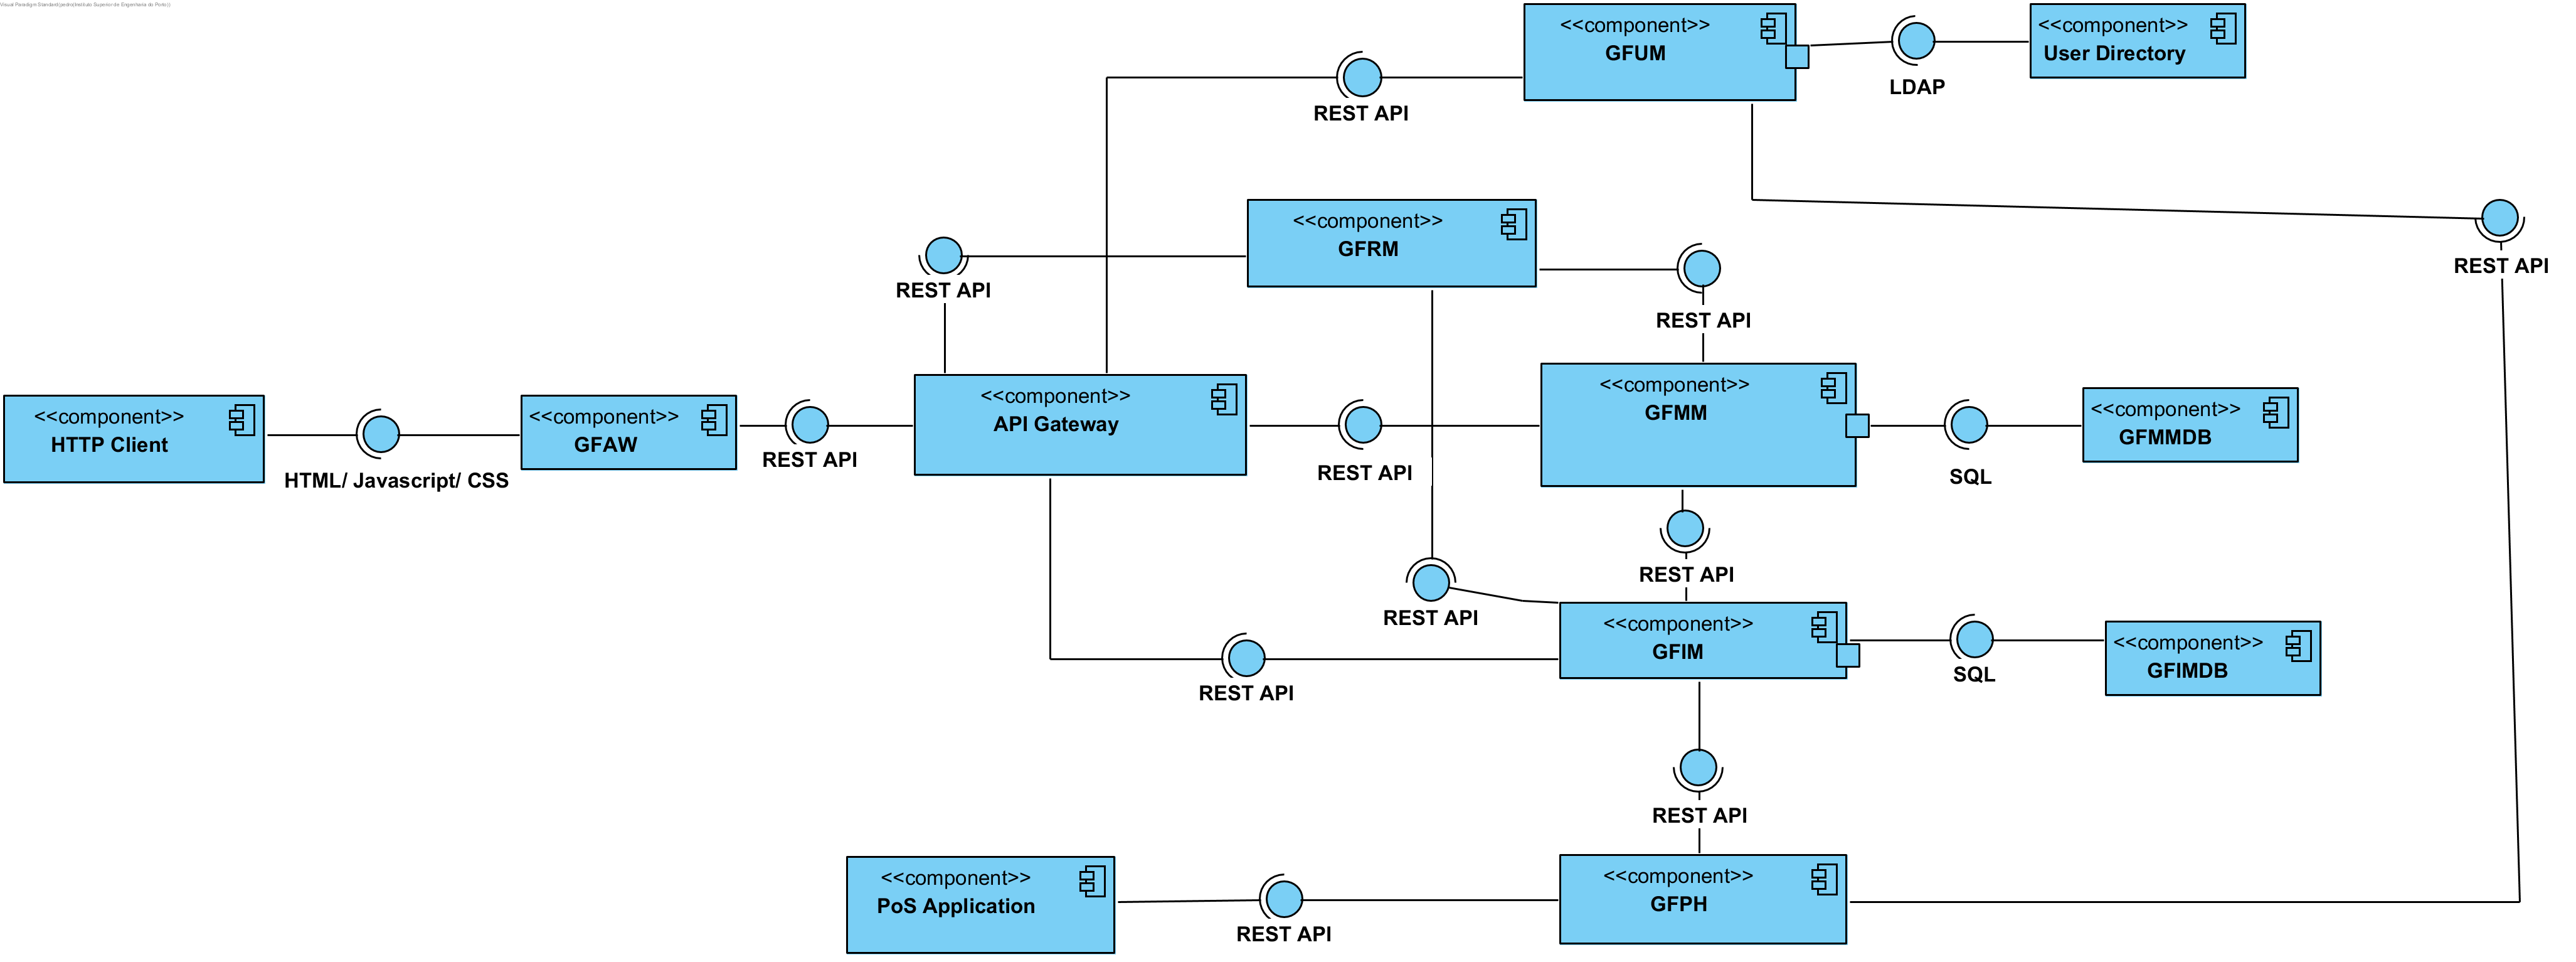 Visual Paradigm Standard(pedro(Instituto Superior de Engenharia do Porto))
<<component>>
GFUM
<<component>>
User Directory
LDAP
REST API
<<component>>
GFRM
REST API
REST API
REST API
<<component>>
HTTP Client
HTML/ Javascript/ CSS
<<component>>
GFAW
REST API
<<component>>
API Gateway
REST API
<<component>>
GFMM
SQL
<<component>>
GFMMDB
REST API
REST API
REST API
<<component>>
GFIM
SQL
<<component>>
GFIMDB
REST API
<<component>>
PoS Application
REST API
<<component>>
GFPH